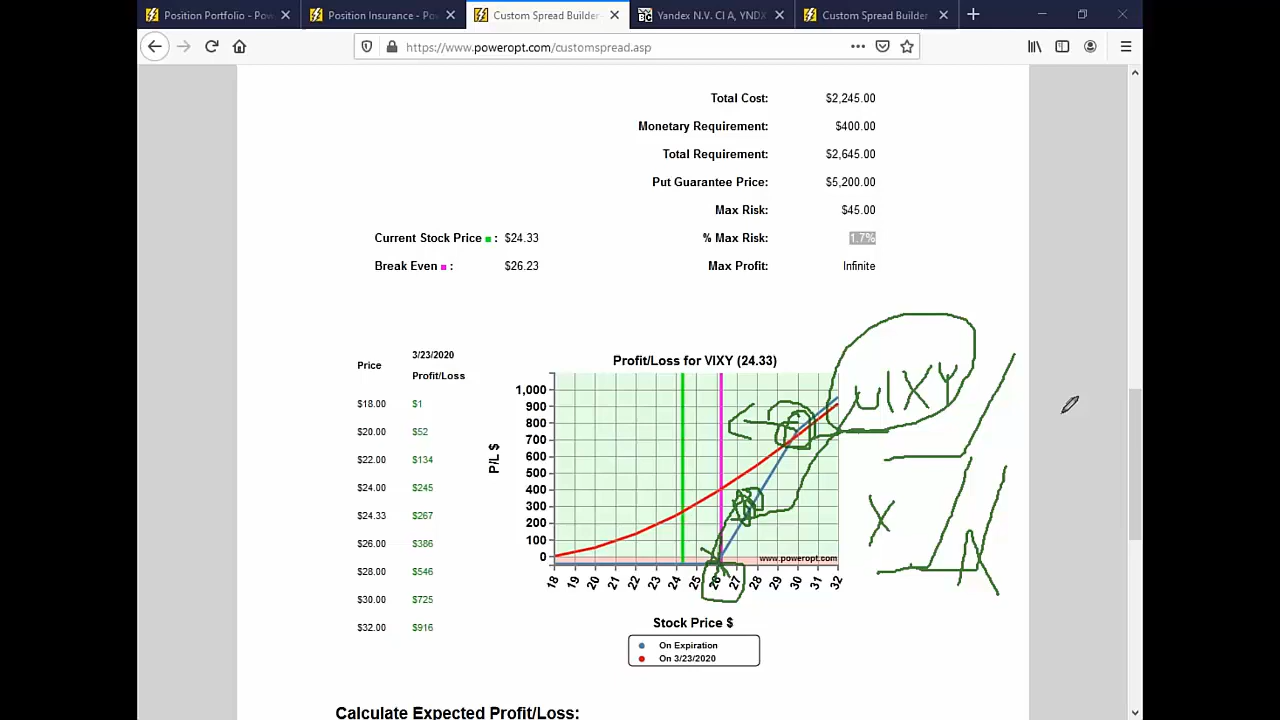 Position Portfolio - Pow
Position Insurance - Po
Custom Spread Builder -
Yandex N.V. Cl A, YNDX
Custom Spread Builder
https://www.poweropt.com/customspread.asp
Total Cost: $2,245.00
Monetary Requirement: $400.00
Total Requirement: $2,645.00
Put Guarantee Price: $5,200.00
Max Risk: $45.00
Current Stock Price : $24.33
% Max Risk: 1.7%
Break Even : $26.23
Max Profit: Infinite
Price 3/23/2020 Profit/Loss
$18.00 $1
$20.00 $52
$22.00 $134
$24.00 $245
$24.33 $267
$26.00 $386
$28.00 $546
$30.00 $725
$32.00 $916
Profit/Loss for VIXY (24.33)
P/L $
1,000
900
800
700
600
500
400
300
200
100
0
www.poweropt.com
18 19 20 21 22 23 24 25 26 27 28 29 30 31 32
Stock Price $
On Expiration
On 3/23/2020
UIXY
X
Calculate Expected Profit/Loss: